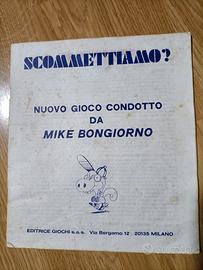 SCOMMETTIAMO?
NUOVO GIOCO CONDOTTO
DA
MIKE BONGIORNO
EDITRICE GIOCHI s.a.s. Via Bergamo 12 20135 MILANO